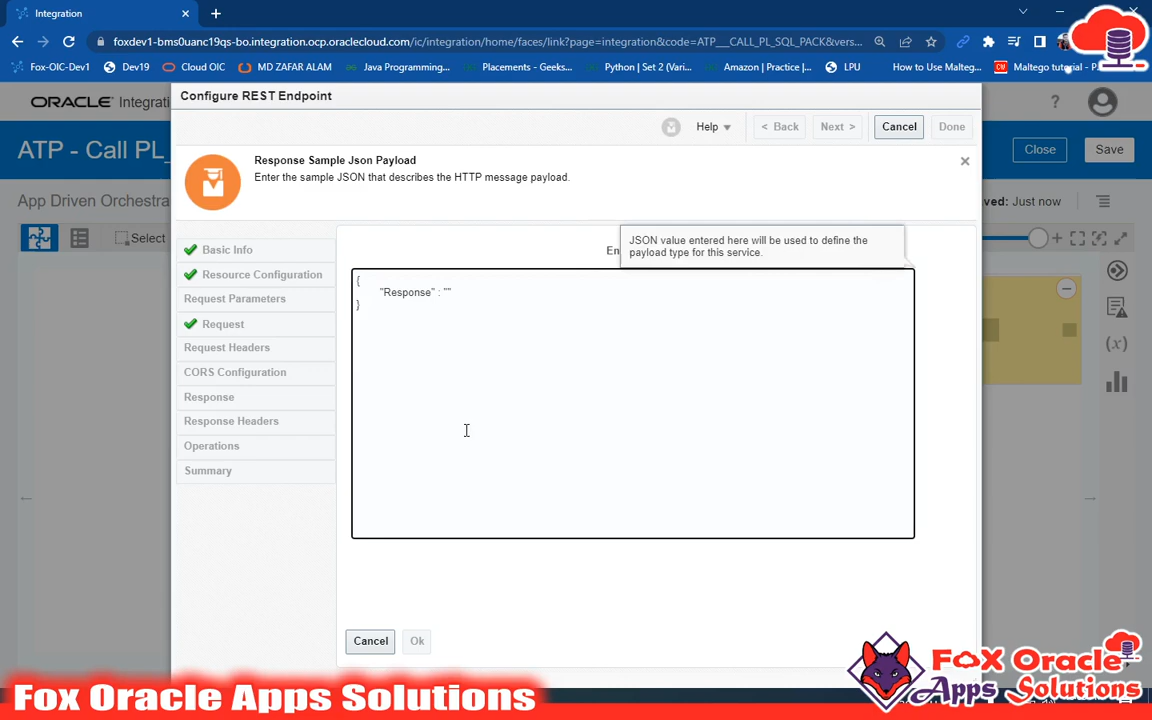 Integration
foxdev1-bms0uanc19qs-bo.integration.ocp.oraclecloud.com/ic/integration/home/faces/link?page=integration&code=ATP___CALL_PL_SQL_PACK&vers...
Fox-OIC-Dev1 Dev19 Cloud OIC MD ZAFAR ALAM Java Programming... Placements - Geeks... Python | Set 2 (Vari... Amazon | Practice |... LPU How to Use Malteg... Maltego tutorial - P
ORACLE Integrati
Configure REST Endpoint
Help < Back Next > Cancel Done
ATP - Call PL_
Close Save
Response Sample Json Payload
Enter the sample JSON that describes the HTTP message payload.
App Driven Orchestra
ved: Just now
Select
JSON value entered here will be used to define the
payload type for this service.
En
Basic Info
Resource Configuration
Request Parameters
Request
Request Headers
CORS Configuration
Response
Response Headers
Operations
Summary
{
"Response" : ""
}
Cancel Ok
Fox Oracle
Apps Solutions
Fox Oracle Apps Solutions